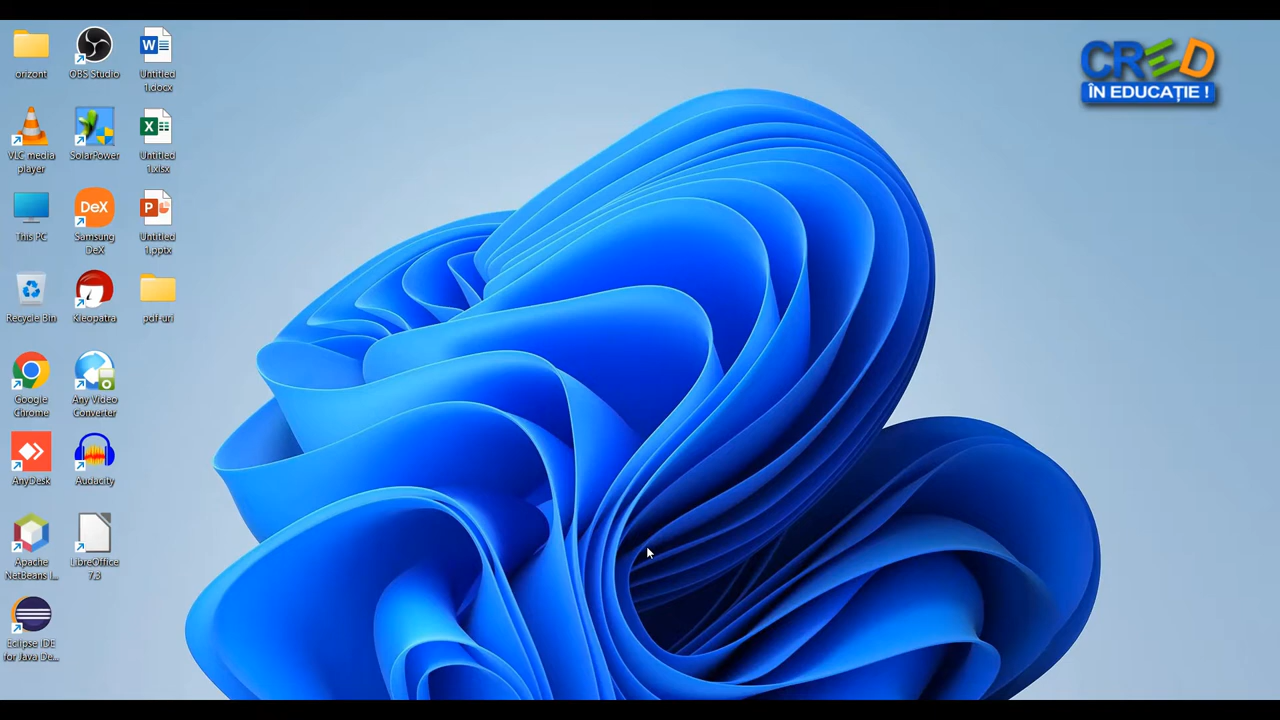 orizont
OBS Studio
Untitled
1.docx
VLC media
player
SolarPower
Untitled
1.xlsx
This PC
DeX
Samsung
DeX
Untitled
1.pptx
Recycle Bin
Kleopatra
pdf-uri
Google
Chrome
Any Video
Converter
AnyDesk
Audacity
Apache
NetBeans I...
LibreOffice
7.3
Eclipse IDE
for Java De...
CRED
ÎN EDUCAȚIE !